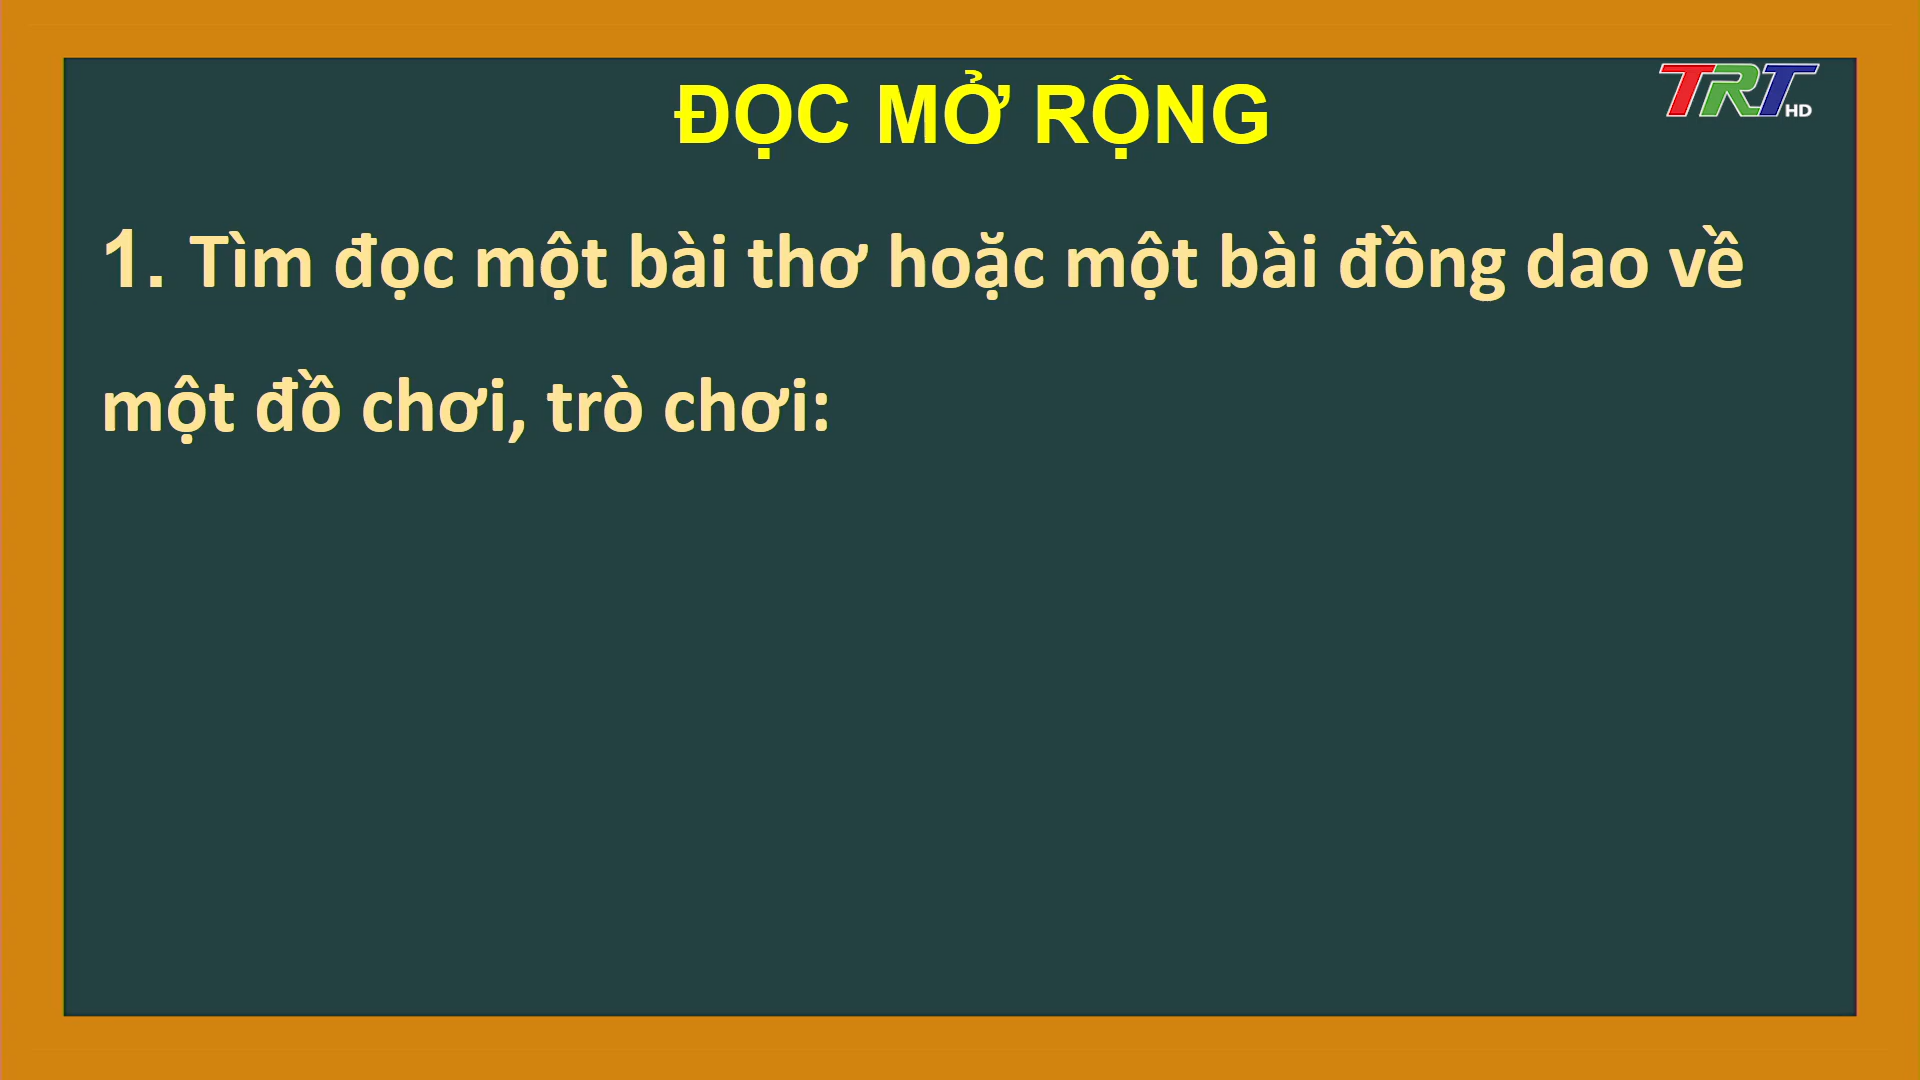 ĐỌC MỞ RỘNG
TRT HD
1. Tìm đọc một bài thơ hoặc một bài đồng dao về
một đồ chơi, trò chơi: